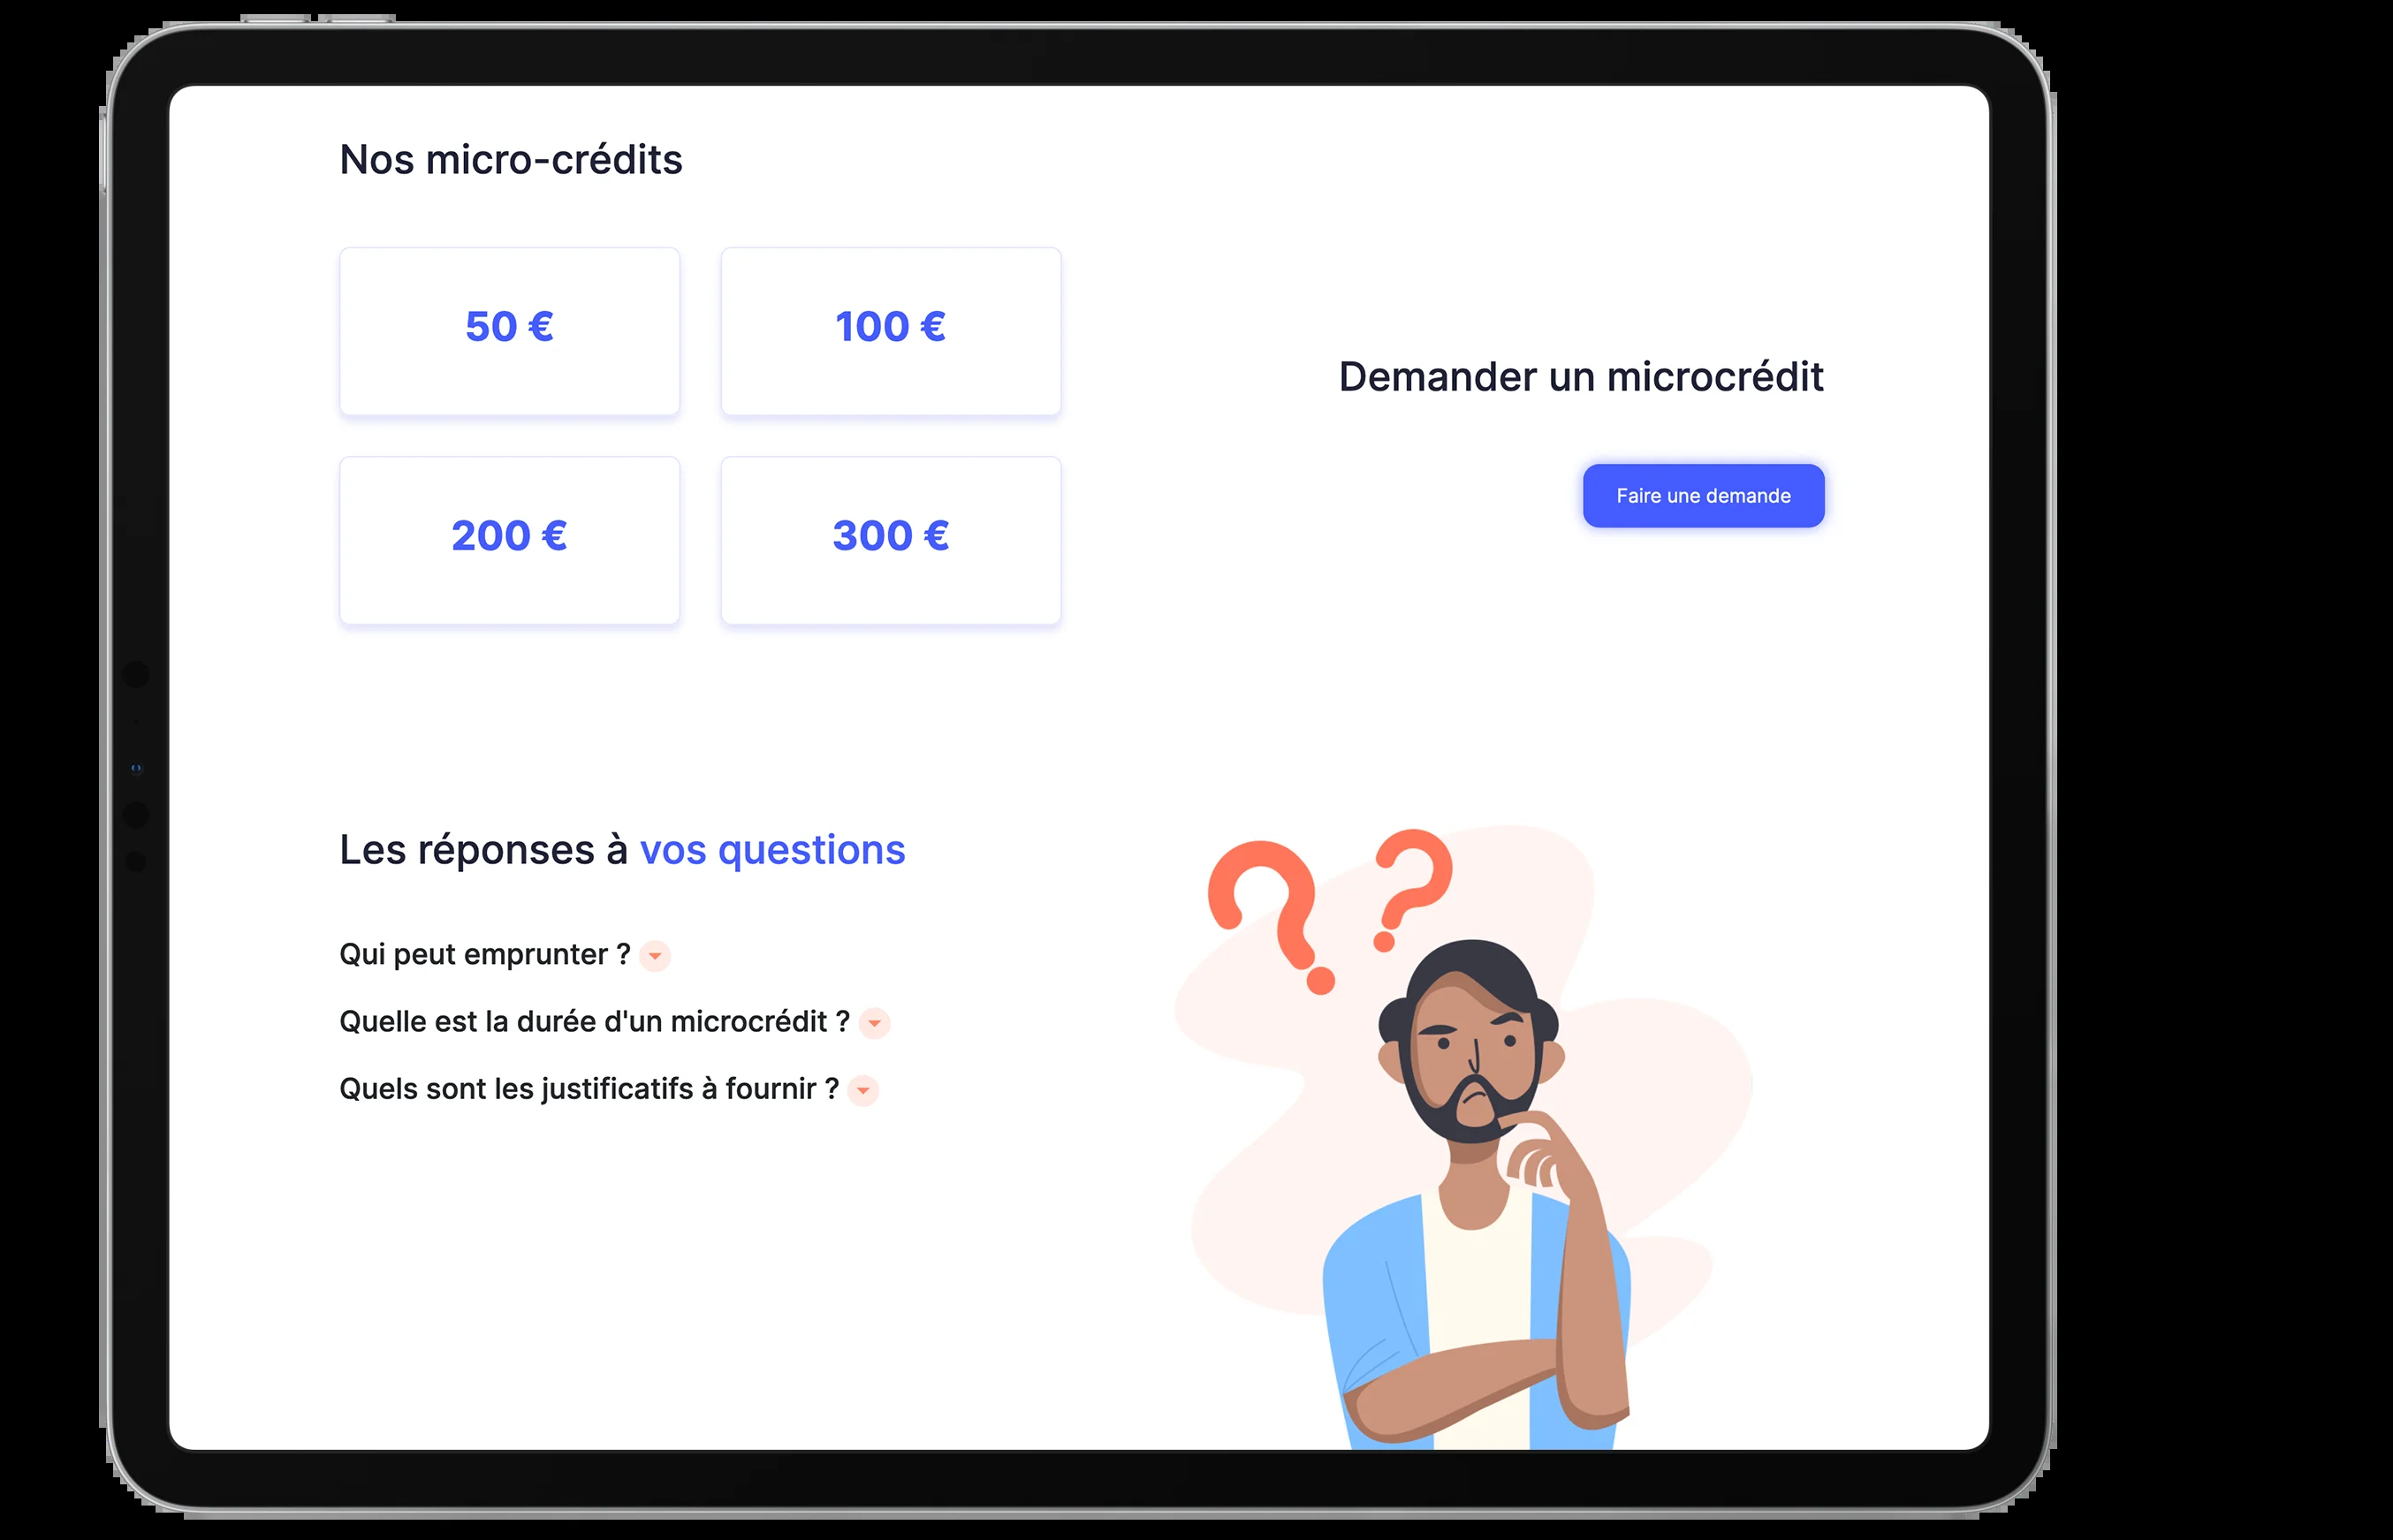 Nos micro-crédits
50 €
100 €
200 €
300 €
Demander un microcrédit
Faire une demande
Les réponses à vos questions
Qui peut emprunter ?
Quelle est la durée d'un microcrédit ?
Quels sont les justificatifs à fournir ?